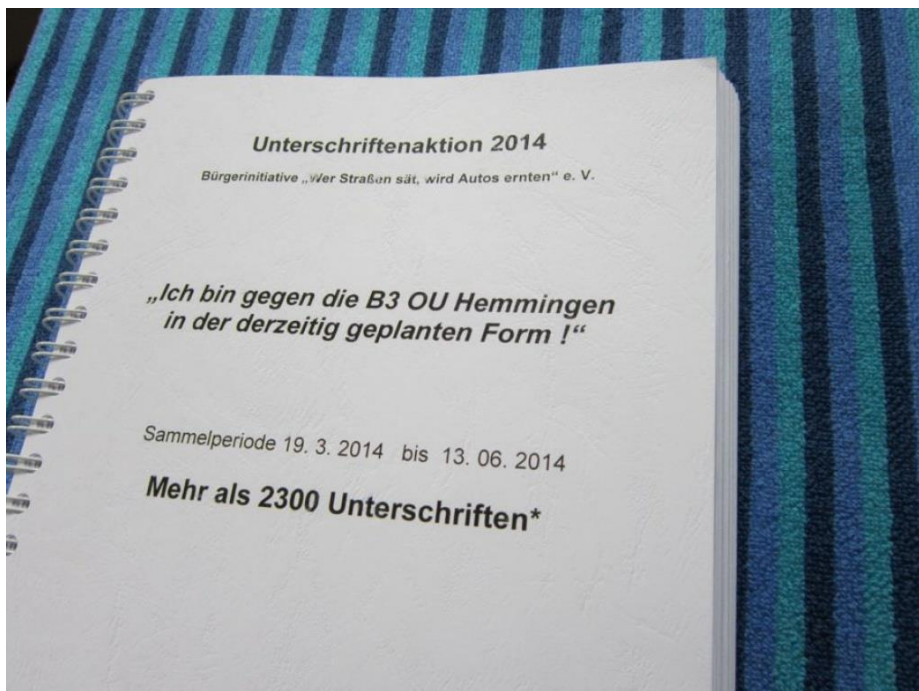 Unterschriftenaktion 2014
Bürgerinitiative „Wer Straßen sät, wird Autos ernten“ e. V.
„Ich bin gegen die B3 OU Hemmingen
in der derzeitig geplanten Form !“
Sammelperiode 19. 3. 2014 bis 13. 06. 2014
Mehr als 2300 Unterschriften*